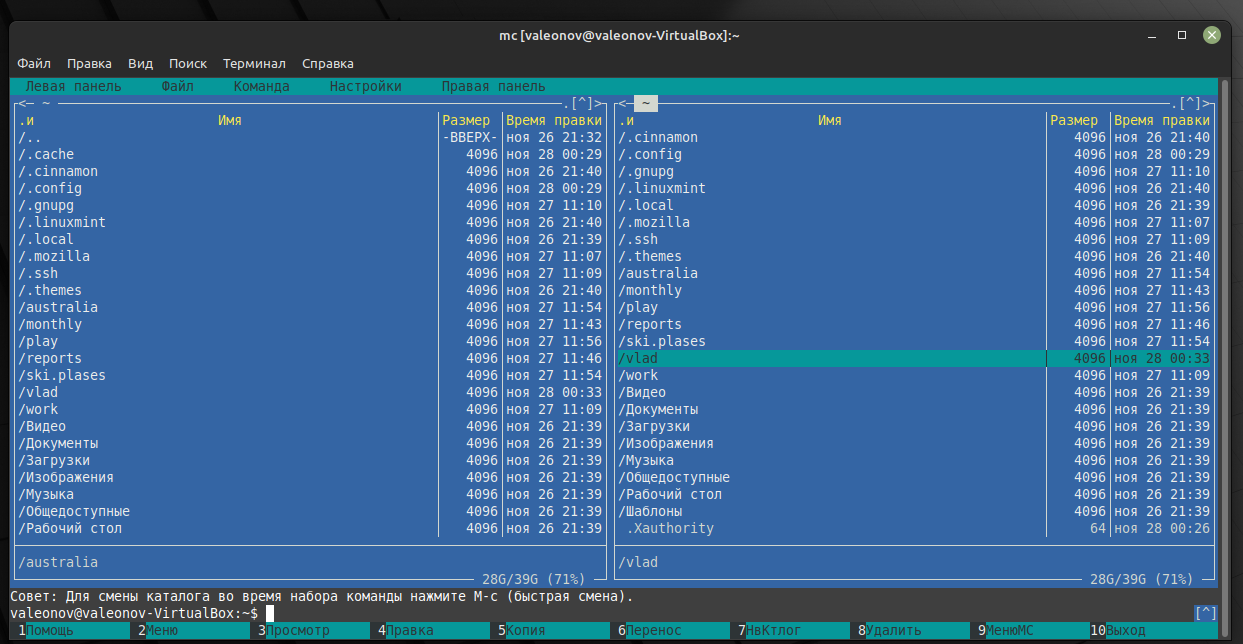 mc [valeonov@valeonov-VirtualBox]:~
Файл Правка Вид Поиск Терминал Справка
Левая панель Файл Команда Настройки Правая панель
<─ ~ .[^]> <─ ~ .[^]>
.и Имя Размер Время правки .и Имя Размер Время правки
/.. -ВВЕРХ- ноя 26 21:32 /.cinnamon 4096 ноя 26 21:40
/.cache 4096 ноя 28 00:29 /.config 4096 ноя 28 00:29
/.cinnamon 4096 ноя 26 21:40 /.gnupg 4096 ноя 27 11:10
/.config 4096 ноя 28 00:29 /.linuxmint 4096 ноя 26 21:40
/.gnupg 4096 ноя 27 11:10 /.local 4096 ноя 26 21:39
/.linuxmint 4096 ноя 26 21:40 /.mozilla 4096 ноя 27 11:07
/.local 4096 ноя 26 21:39 /.ssh 4096 ноя 27 11:09
/.mozilla 4096 ноя 27 11:07 /.themes 4096 ноя 26 21:40
/.ssh 4096 ноя 27 11:09 /australia 4096 ноя 27 11:54
/.themes 4096 ноя 26 21:40 /monthly 4096 ноя 27 11:43
/australia 4096 ноя 27 11:54 /play 4096 ноя 27 11:56
/monthly 4096 ноя 27 11:43 /reports 4096 ноя 27 11:46
/play 4096 ноя 27 11:56 /ski.plases 4096 ноя 27 11:54
/reports 4096 ноя 27 11:46 /vlad 4096 ноя 28 00:33
/ski.plases 4096 ноя 27 11:54 /work 4096 ноя 27 11:09
/vlad 4096 ноя 28 00:33 /Видео 4096 ноя 26 21:39
/work 4096 ноя 27 11:09 /Документы 4096 ноя 26 21:39
/Видео 4096 ноя 26 21:39 /Загрузки 4096 ноя 26 21:39
/Документы 4096 ноя 26 21:39 /Изображения 4096 ноя 26 21:39
/Загрузки 4096 ноя 26 21:39 /Музыка 4096 ноя 26 21:39
/Изображения 4096 ноя 26 21:39 /Общедоступные 4096 ноя 26 21:39
/Музыка 4096 ноя 26 21:39 /Рабочий стол 4096 ноя 26 21:39
/Общедоступные 4096 ноя 26 21:39 /Шаблоны 4096 ноя 26 21:39
/Рабочий стол 4096 ноя 26 21:39 .Xauthority 64 ноя 28 00:26
/australia /vlad
28G/39G (71%) 28G/39G (71%)
Совет: Для смены каталога во время набора команды нажмите M-c (быстрая смена).
valeonov@valeonov-VirtualBox:~$ [^]
1Помощь 2Меню 3Просмотр 4Правка 5Копия 6Перенос 7НвКтлог 8Удалить 9МенюMC 10Выход